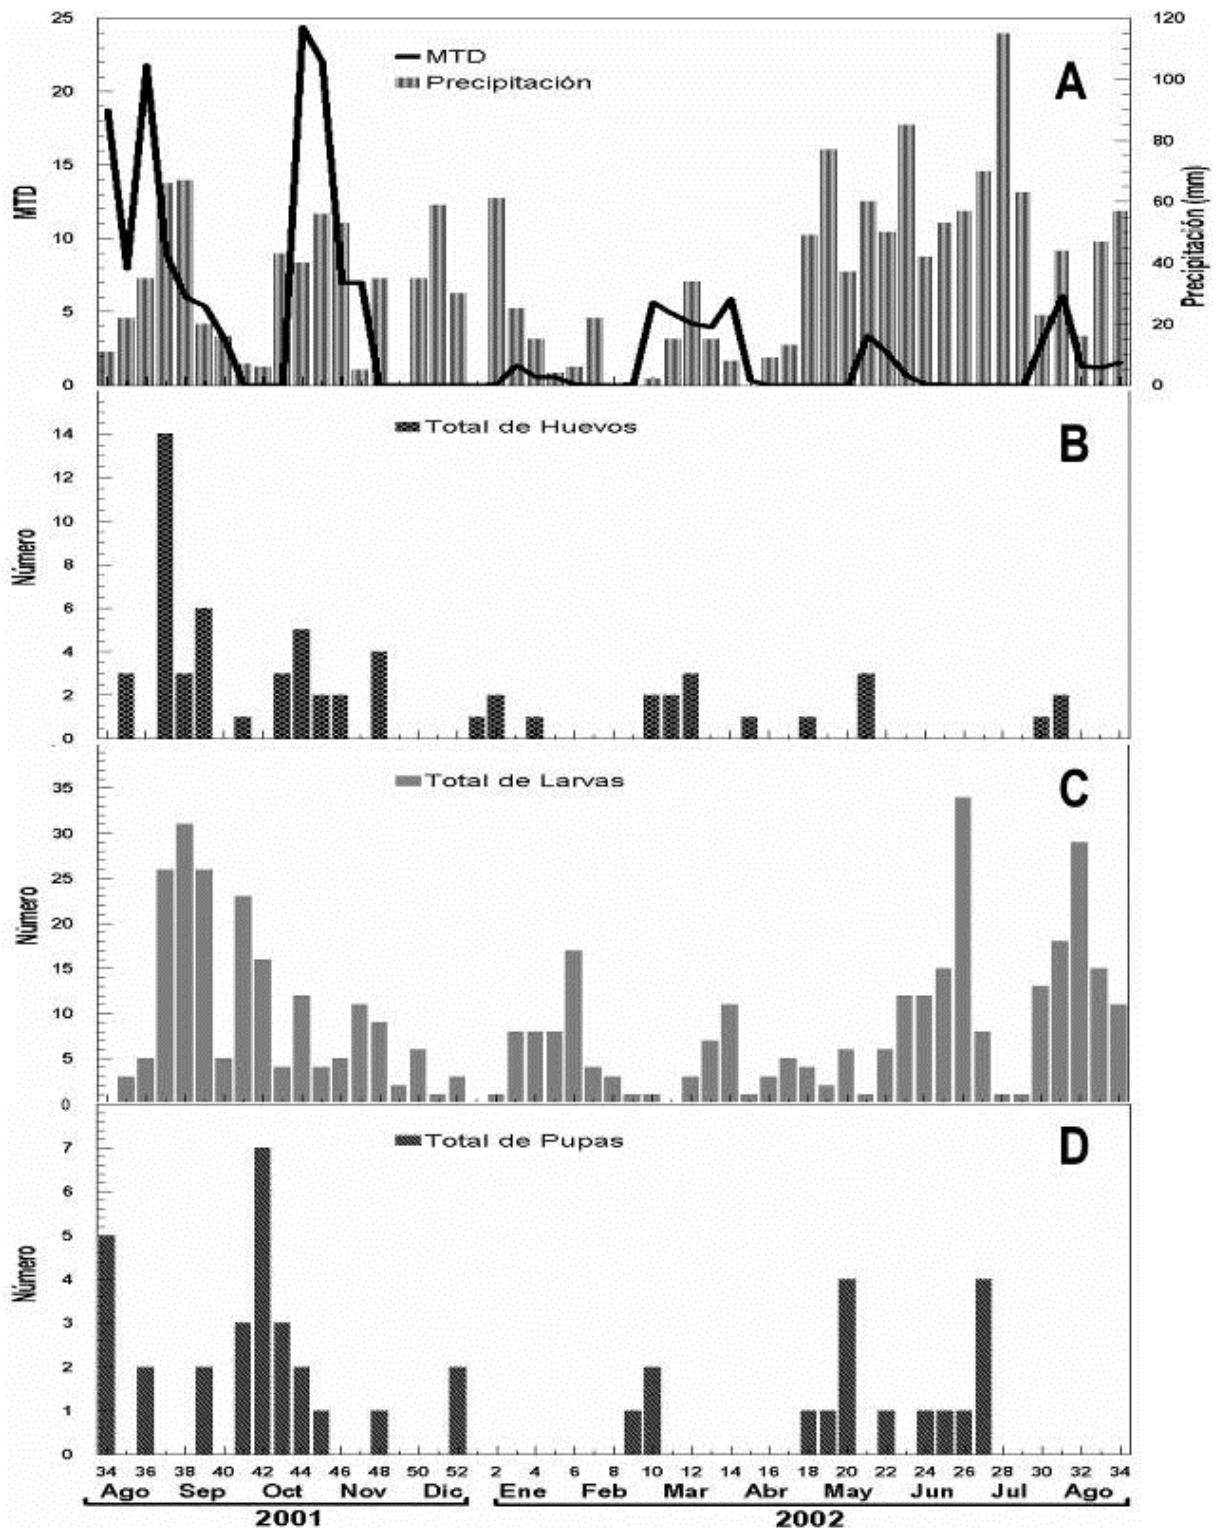 25
20
15
10
5
0
MTD
MTD
Precipitación
A
120
100
80
60
40
20
0
Precipitación (mm)
14
12
10
8
6
4
2
0
Número
Total de Huevos
B
35
30
25
20
15
10
5
0
Número
Total de Larvas
C
7
6
5
4
3
2
1
0
Número
Total de Pupas
D
34 36 38 40 42 44 46 48 50 52 2 4 6 8 10 12 14 16 18 20 22 24 26 28 30 32 34
Ago Sep Oct Nov Dic Ene Feb Mar Abr May Jun Jul Ago
2001 2002